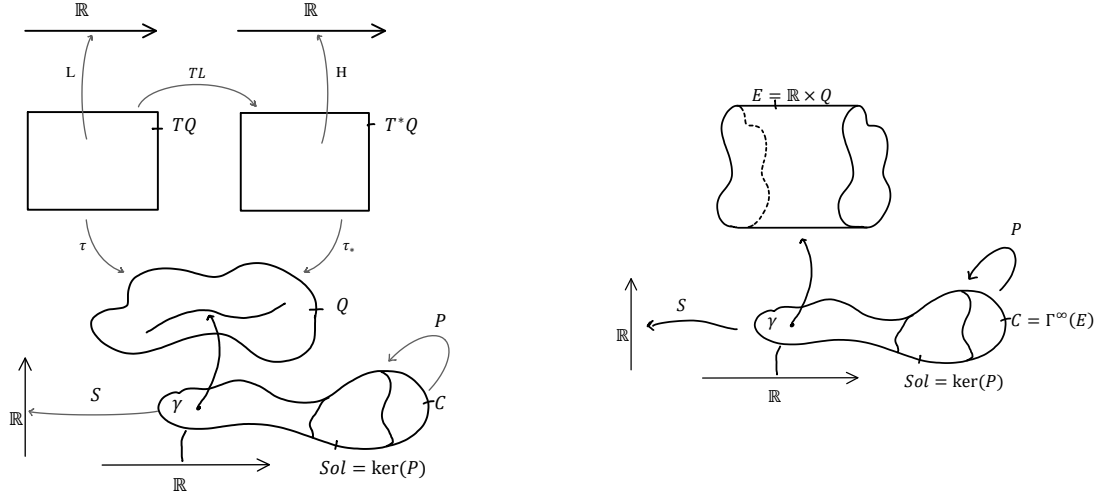 ℝ
ℝ
L
TL
H
TQ
T*Q
τ
τ*
Q
P
S
ℝ
γ
C
Sol = ker(P)
ℝ
E = ℝ × Q
P
S
ℝ
γ
C = Γ^∞(E)
Sol = ker(P)
ℝ